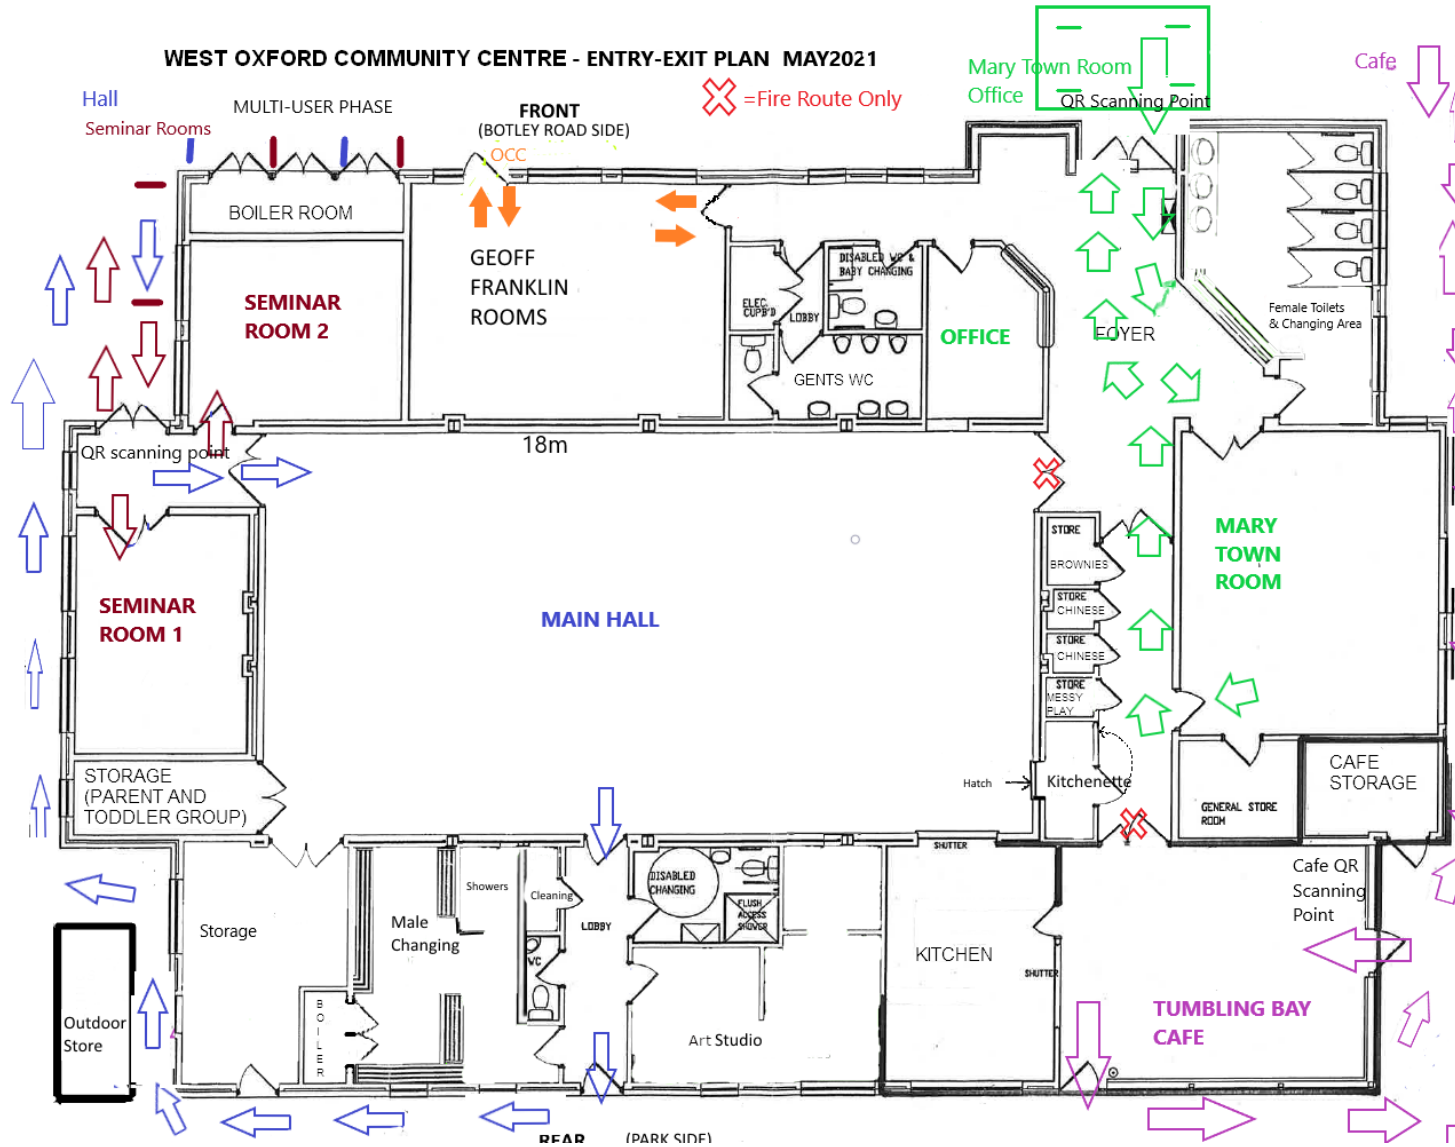 WEST OXFORD COMMUNITY CENTRE - ENTRY-EXIT PLAN MAY2021
Mary Town Room
Office
QR Scanning Point
Cafe
Hall
Seminar Rooms
MULTI-USER PHASE
FRONT
(BOTLEY ROAD SIDE)
OCC
=Fire Route Only
BOILER ROOM
SEMINAR
ROOM 2
GEOFF
FRANKLIN
ROOMS
ELEC.
CUPB'D
LOBBY
DISABLED WC &
BABY CHANGING
GENTS WC
OFFICE
FOYER
Female Toilets
& Changing Area
QR scanning point
18m
SEMINAR
ROOM 1
MAIN HALL
STORE
BROWNIES
STORE
CHINESE
STORE
CHINESE
STORE
MESSY
PLAY
MARY
TOWN
ROOM
STORAGE
(PARENT AND
TODDLER GROUP)
Hatch
Kitchenette
GENERAL STORE
ROOM
CAFE
STORAGE
SHUTTER
Storage
BOILER
Male
Changing
Showers
Cleaning
WC
LOBBY
DISABLED
CHANGING
FLUSH
ACCESS
SHOWER
Art Studio
KITCHEN
SHUTTER
Cafe QR
Scanning
Point
TUMBLING BAY
CAFE
Outdoor
Store
REAR (PARK SIDE)